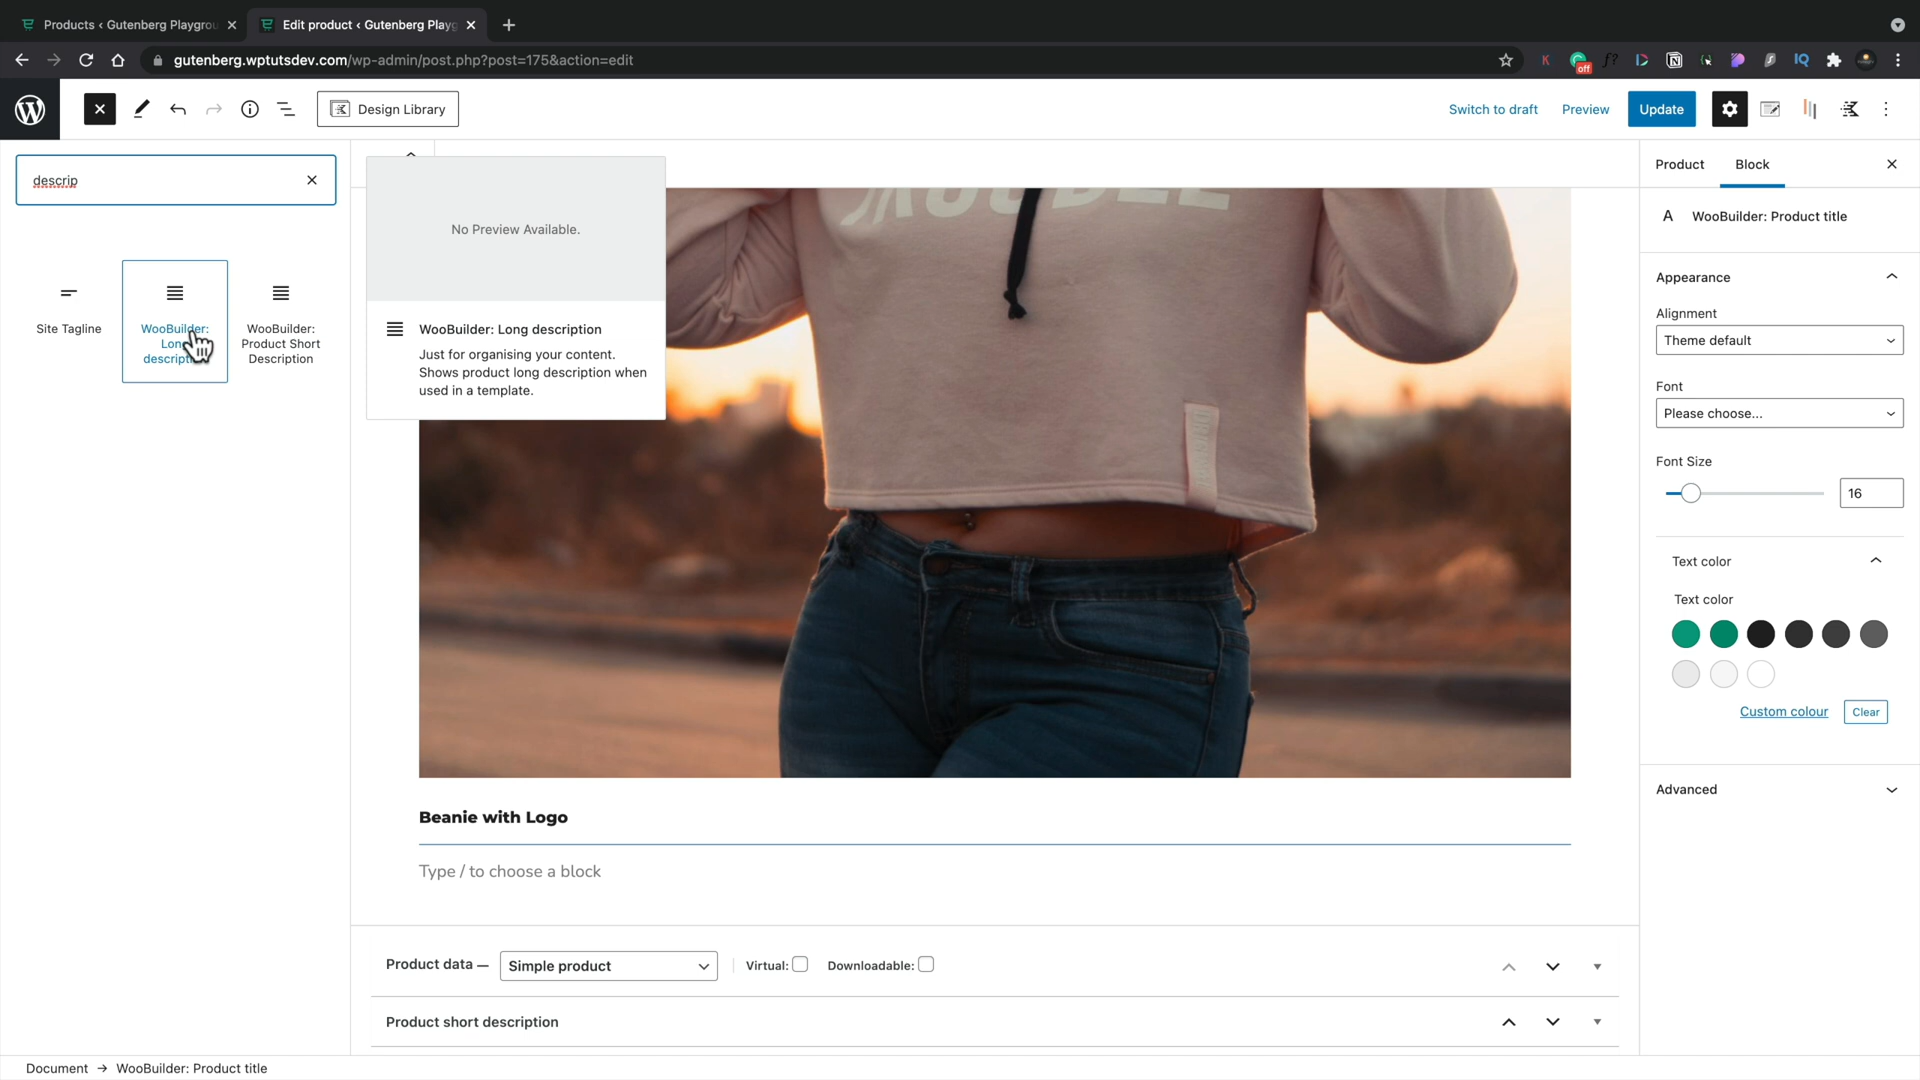 Products ‹ Gutenberg Playgrou
Edit product ‹ Gutenberg Playg
gutenberg.wptutsdev.com/wp-admin/post.php?post=175&action=edit
off
Design Library
Switch to draft
Preview
Update
descrip
Site Tagline
WooBuilder:
Long
description
WooBuilder:
Product Short
Description
No Preview Available.
WooBuilder: Long description
Just for organising your content.
Shows product long description when
used in a template.
Beanie with Logo
Type / to choose a block
Product data —
Simple product
Virtual:
Downloadable:
Product short description
Document → WooBuilder: Product title
Product
Block
A WooBuilder: Product title
Appearance
Alignment
Theme default
Font
Please choose...
Font Size
16
Text color
Text color
Custom colour
Clear
Advanced